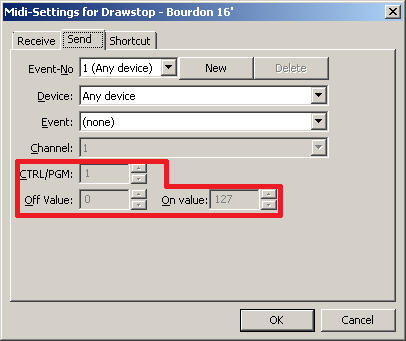 Midi-Settings for Drawstop - Bourdon 16'
Receive Send Shortcut
Event-No 1 (Any device) New Delete
Device: Any device
Event: (none)
Channel: 1
CTRL/PGM: 1
Off Value: 0 On value: 127
OK Cancel